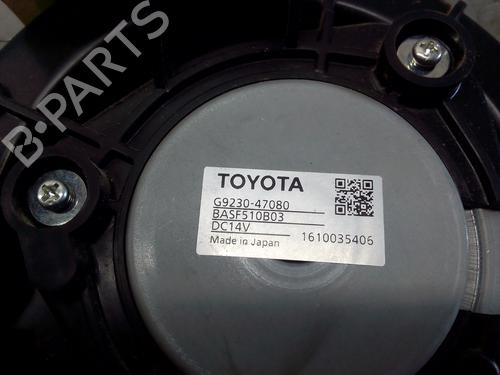 B-PARTS
TOYOTA
G9230-47080
BASF510B03
DC14V
Made in Japan 1610035406